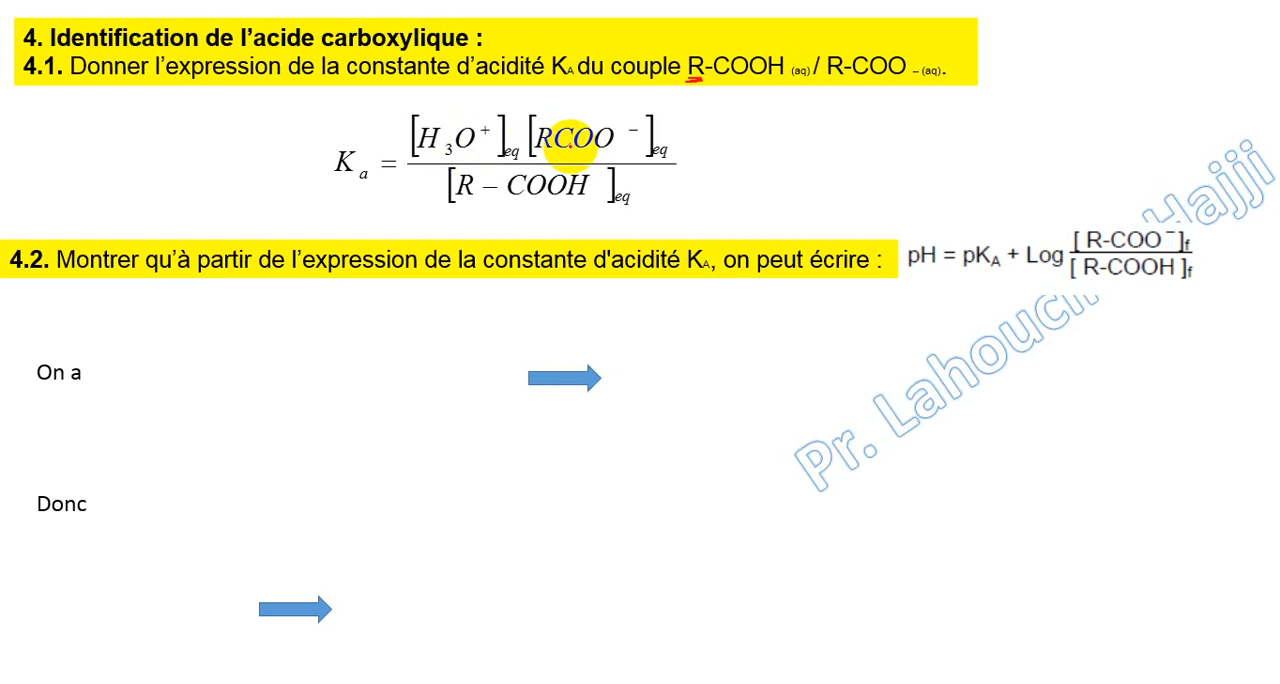 4. Identification de l’acide carboxylique :
4.1. Donner l’expression de la constante d’acidité KA du couple R-COOH (aq) / R-COO – (aq).
Ka = [H3O+]eq [RCOO −]eq / [R − COOH ]eq
4.2. Montrer qu’à partir de l’expression de la constante d'acidité KA, on peut écrire : pH = pKA + Log [ R-COO−]f / [ R-COOH ]f
On a
Donc
Pr. Lahoucin Hajji